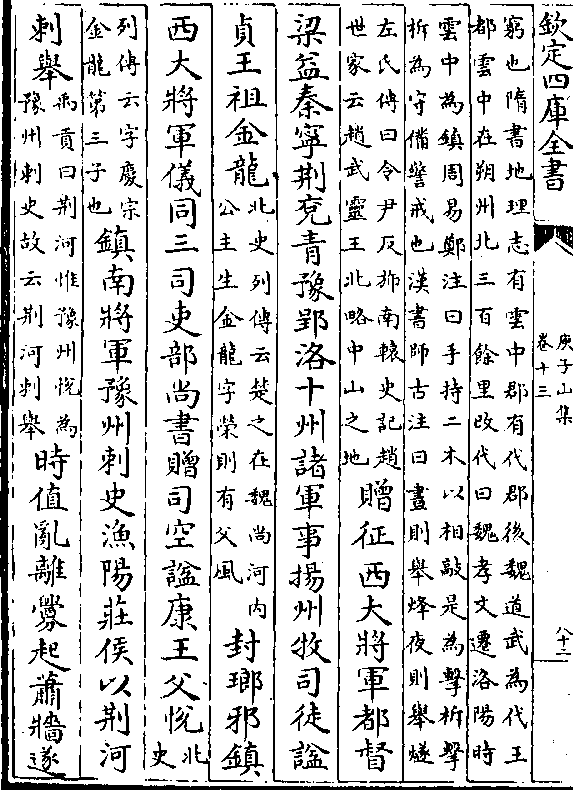 欽定四庫全書
庾子山集
卷十三
八十二
窮也隋書地理志有雲中郡有代郡後魏道武為代王
都雲中在朔州北三百餘里改代曰魏孝文遷洛陽時
雲中為鎮周易鄭注曰手持二木以相敲是為擊柝擊
柝為守備警戒也漢書師古注曰晝則舉烽夜則舉燧
左氏傳曰令尹反斾南轅史記趙
世家云趙武靈王北略中山之地
贈征西大將軍都督
梁益秦寧荆兖青豫郢洛十州諸軍事揚州牧司徒諡
貞王祖金龍
北史列傳云楚之在魏尚河内
公主生金龍字榮則有父風
封瑯邪鎮
西大將軍儀同三司吏部尚書贈司空諡康王父悅
北史
列傳云字慶宗
金龍第三子也
鎮南將軍豫州刺史漁陽莊侯以荆河
刺舉
禹貢曰荆河惟豫州悅為
豫州刺史故云荆河刺舉
時值亂離釁起蕭牆遂